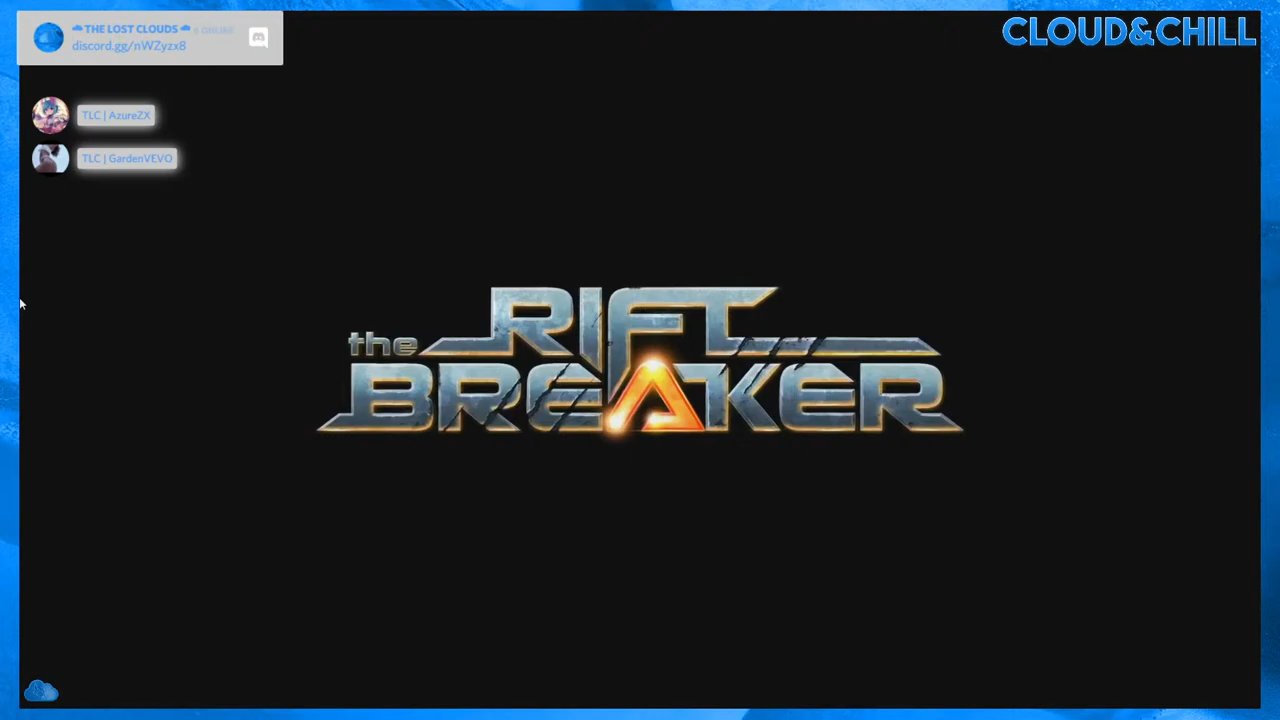 THE LOST CLOUDS
discord.gg/nWZyzx8
CLOUD&CHILL
TLC | AzureZX
TLC | GardenVEVO
the RIFT
BREAKER